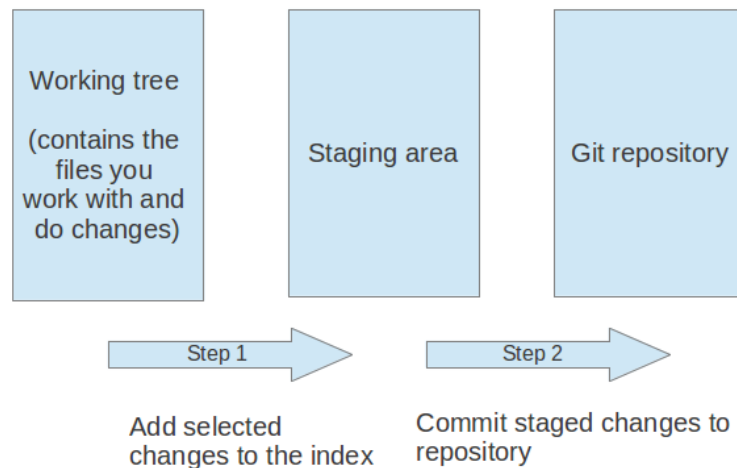 Working tree
(contains the
files you
work with and
do changes)
Staging area
Git repository
Step 1
Step 2
Add selected
changes to the index
Commit staged changes to
repository